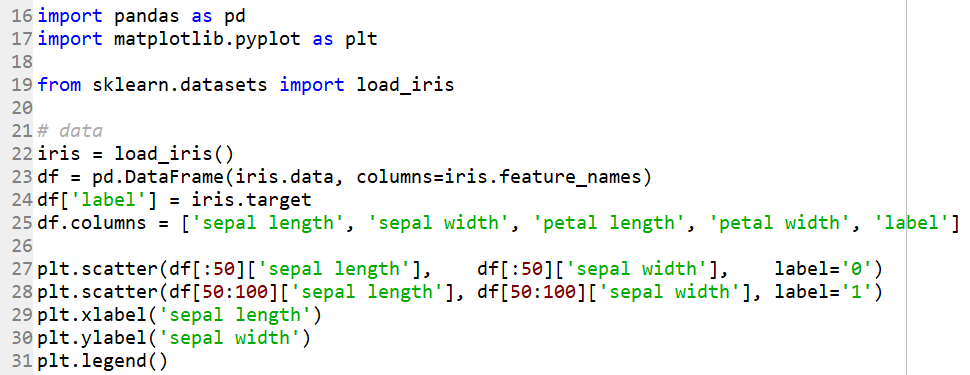 16 import pandas as pd
17 import matplotlib.pyplot as plt
18
19 from sklearn.datasets import load_iris
20
21 # data
22 iris = load_iris()
23 df = pd.DataFrame(iris.data, columns=iris.feature_names)
24 df['label'] = iris.target
25 df.columns = ['sepal length', 'sepal width', 'petal length', 'petal width', 'label']
26
27 plt.scatter(df[:50]['sepal length'],    df[:50]['sepal width'],    label='0')
28 plt.scatter(df[50:100]['sepal length'], df[50:100]['sepal width'], label='1')
29 plt.xlabel('sepal length')
30 plt.ylabel('sepal width')
31 plt.legend()